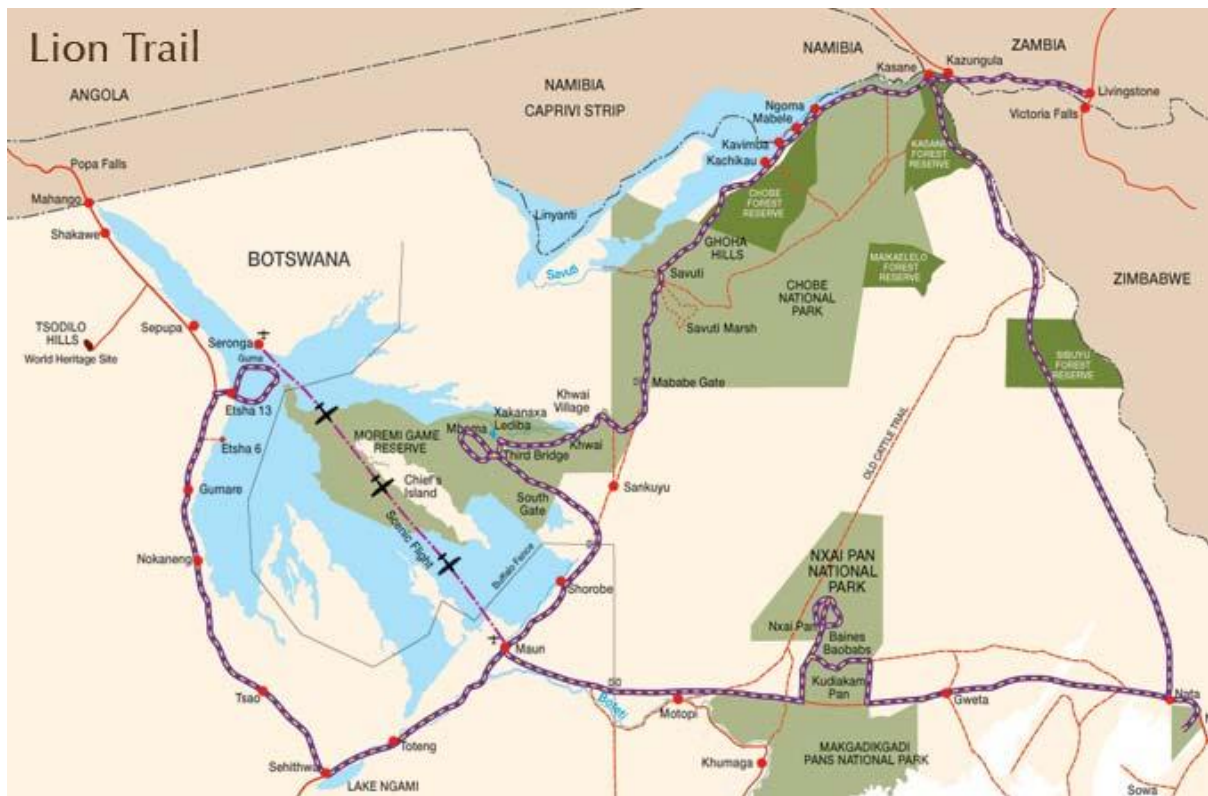 Lion Trail
ANGOLA
NAMIBIA
CAPRIVI STRIP
NAMIBIA
ZAMBIA
Kasane
Kazungula
Livingstone
Victoria Falls
Ngoma
Mabele
Kavimba
Kachikau
KASANE
FOREST
RESERVE
CHOBE
FOREST
RESERVE
Popa Falls
Mahango
Shakawe
Linyanti
Savuti
GHOHA
HILLS
MAIKAELELO
FOREST
RESERVE
BOTSWANA
Savuti
CHOBE
NATIONAL
PARK
ZIMBABWE
Savuti Marsh
TSODILO
HILLS
World Heritage Site
Sepupa
Seronga
Guma
SIBUYU
FOREST
RESERVE
Mababe Gate
Etsha 13
Khwai
Village
Xakanaxa
Lediba
Mboma
MOREMI GAME
RESERVE
Khwai
Third Bridge
Etsha 6
OLD CATTLE TRAIL
Gumare
Chief's
Island
South
Gate
Sankuyu
Scenic Flight
Nokaneng
Buffalo Fence
NXAI PAN
NATIONAL
PARK
Shorobe
Nxai Pan
Baines
Baobabs
Maun
Kudiakam
Pan
Tsao
Boteti
Motopi
Gweta
Nata
Toteng
Sehithwa
LAKE NGAMI
Khumaga
MAKGADIKGADI
PANS NATIONAL PARK
Sowa